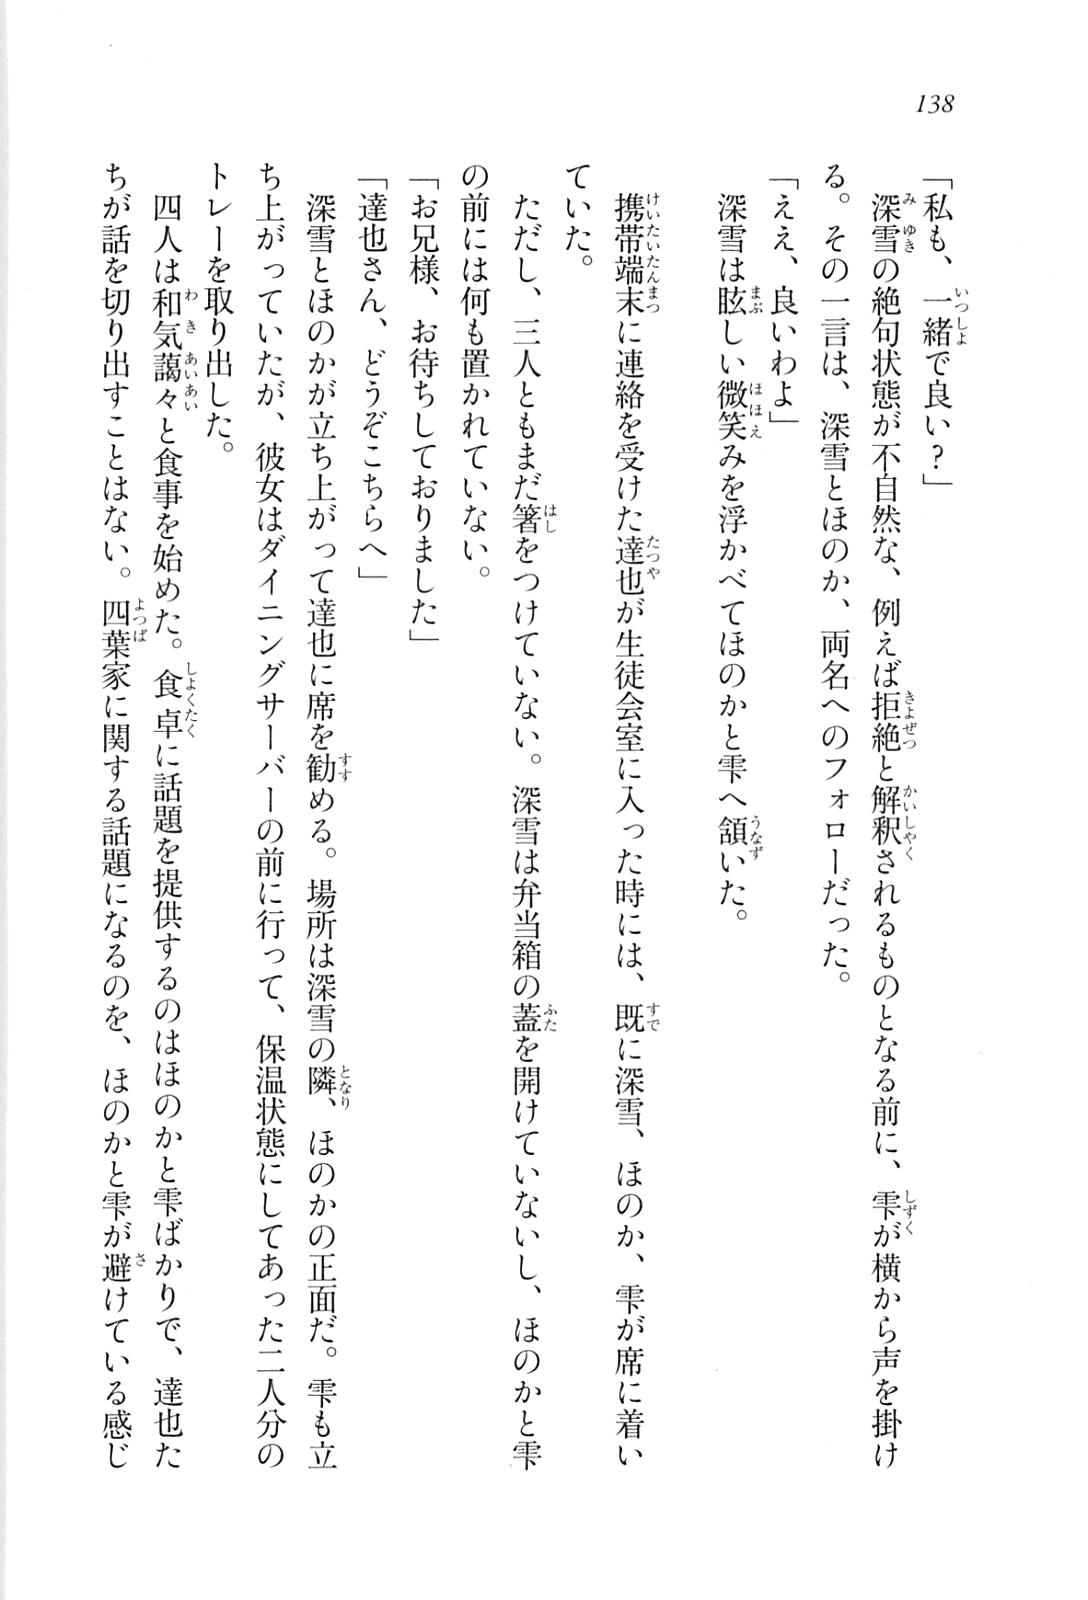 138
「私も、一緒で良い?」
深雪の絶句状態が不自然な、例えば拒絶と解釈されるものとなる前に、雫が横から声を掛け
る。その一言は、深雪とほのか、両名へのフォローだった。
「ええ、良いわよ」
深雪は眩しい微笑みを浮かべてほのかと雫へ頷いた。
携帯端末に連絡を受けた達也が生徒会室に入った時には、既に深雪、ほのか、雫が席に着い
ていた。
ただし、三人ともまだ箸をつけていない。深雪は弁当箱の蓋を開けていないし、ほのかと雫
の前には何も置かれていない。
「お兄様、お待ちしておりました」
「達也さん、どうぞこちらへ」
深雪とほのかが立ち上がって達也に席を勧める。場所は深雪の隣、ほのかの正面だ。雫も立
ち上がっていたが、彼女はダイニングサーバーの前に行って、保温状態にしてあった二人分の
トレーを取り出した。
四人は和気藹々と食事を始めた。食卓に話題を提供するのはほのかと雫ばかりで、達也た
ちが話を切り出すことはない。四葉家に関する話題になるのを、ほのかと雫が避けている感じ